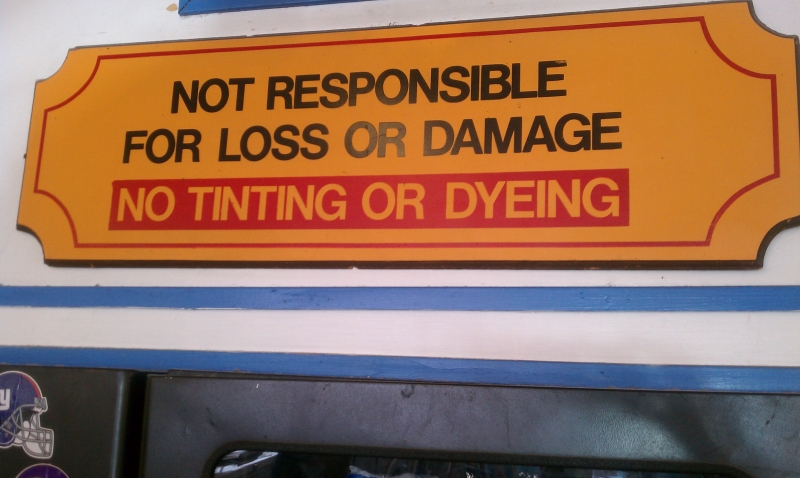 NOT RESPONSIBLE
FOR LOSS OR DAMAGE
NO TINTING OR DYEING